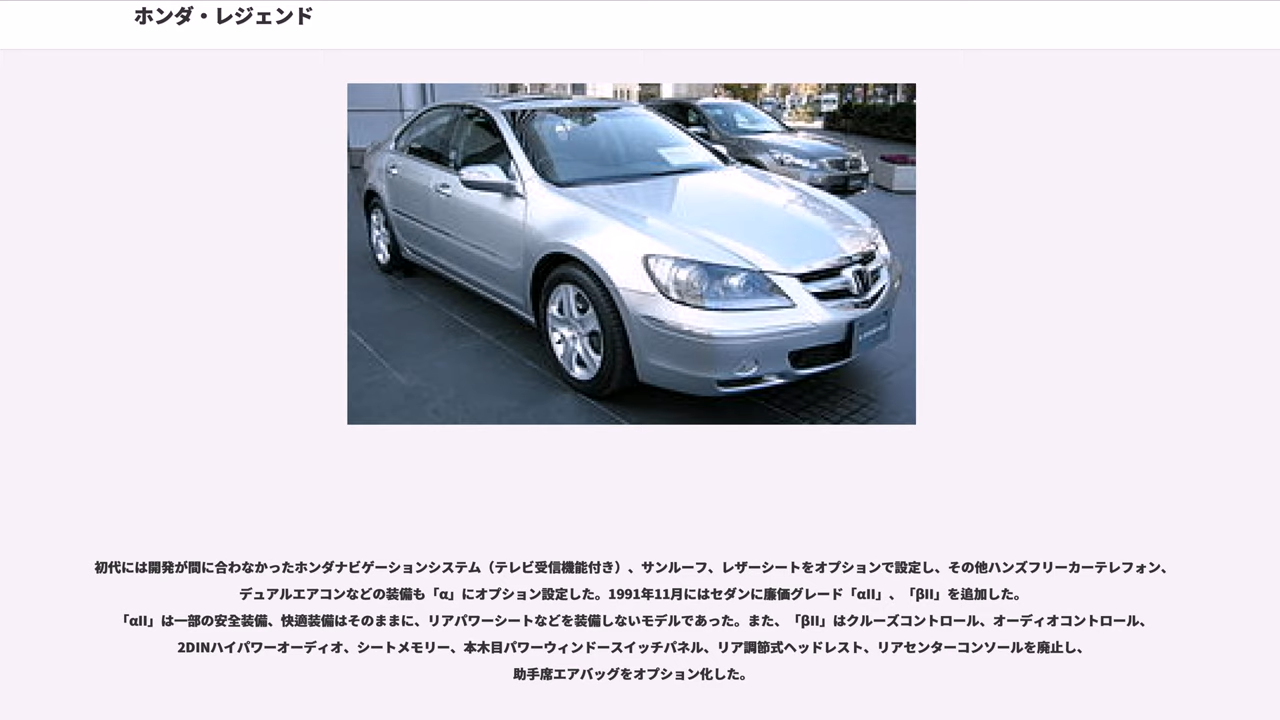 ホンダ・レジェンド
初代には開発が間に合わなかったホンダナビゲーションシステム（テレビ受信機能付き）、サンルーフ、レザーシートをオプションで設定し、その他ハンズフリーカーテレフォン、
デュアルエアコンなどの装備も「α」にオプション設定した。1991年11月にはセダンに廉価グレード「αII」、「βII」を追加した。
「αII」は一部の安全装備、快適装備はそのままに、リアパワーシートなどを装備しないモデルであった。また、「βII」はクルーズコントロール、オーディオコントロール、
2DINハイパワーオーディオ、シートメモリー、本木目パワーウィンドースイッチパネル、リア調節式ヘッドレスト、リアセンターコンソールを廃止し、
助手席エアバッグをオプション化した。